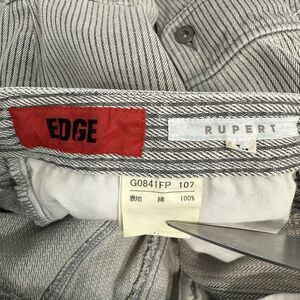 EDGE
RUPERT
G0841FP 107
表地 綿 100%